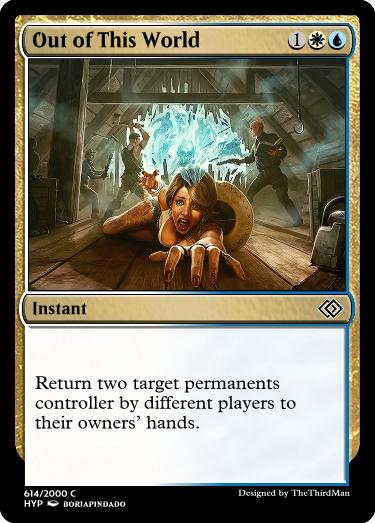 Out of This World 1
Instant
Return two target permanents
controller by different players to
their owners' hands.
614/2000 C
HYP BORJAPINDADO Designed by TheThirdMan